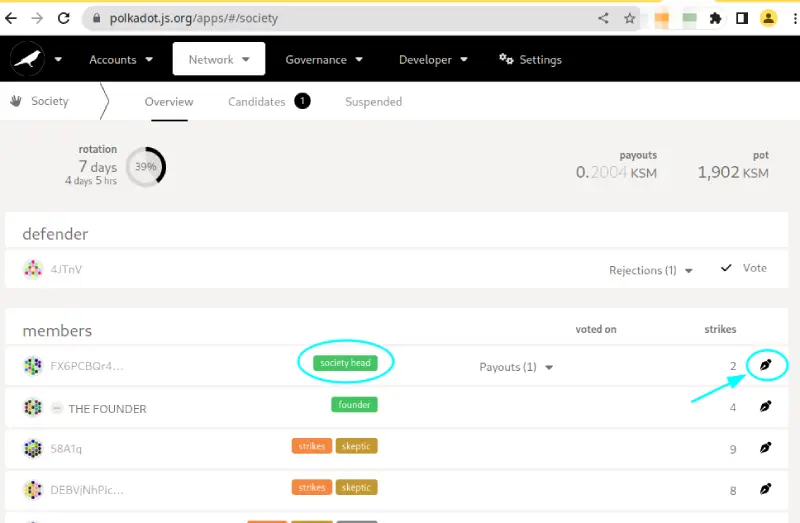 polkadot.js.org/apps/#/society
Accounts Network Governance Developer Settings
Society Overview Candidates 1 Suspended
rotation
7 days
4 days 5 hrs
39%
payouts
0.2004 KSM
pot
1,902 KSM
defender
4JTnV Rejections (1) Vote
members voted on strikes
FX6PCBQr4... society head Payouts (1) 2
THE FOUNDER founder 4
58A1q strikes skeptic 9
DEBVjNhPic... strikes skeptic 8